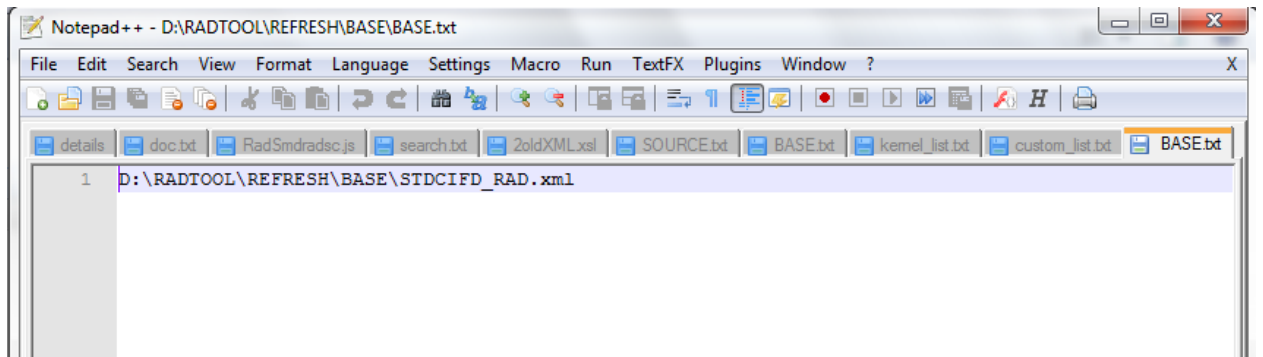 Notepad++ - D:\RADTOOL\REFRESH\BASE\BASE.txt
File Edit Search View Format Language Settings Macro Run TextFX Plugins Window ? X
details doc.txt RadSmdradsc.js search.txt 2oldXML.xsl SOURCE.txt BASE.txt kernel_list.txt custom_list.txt BASE.txt
1 D:\RADTOOL\REFRESH\BASE\STDCIFD_RAD.xml